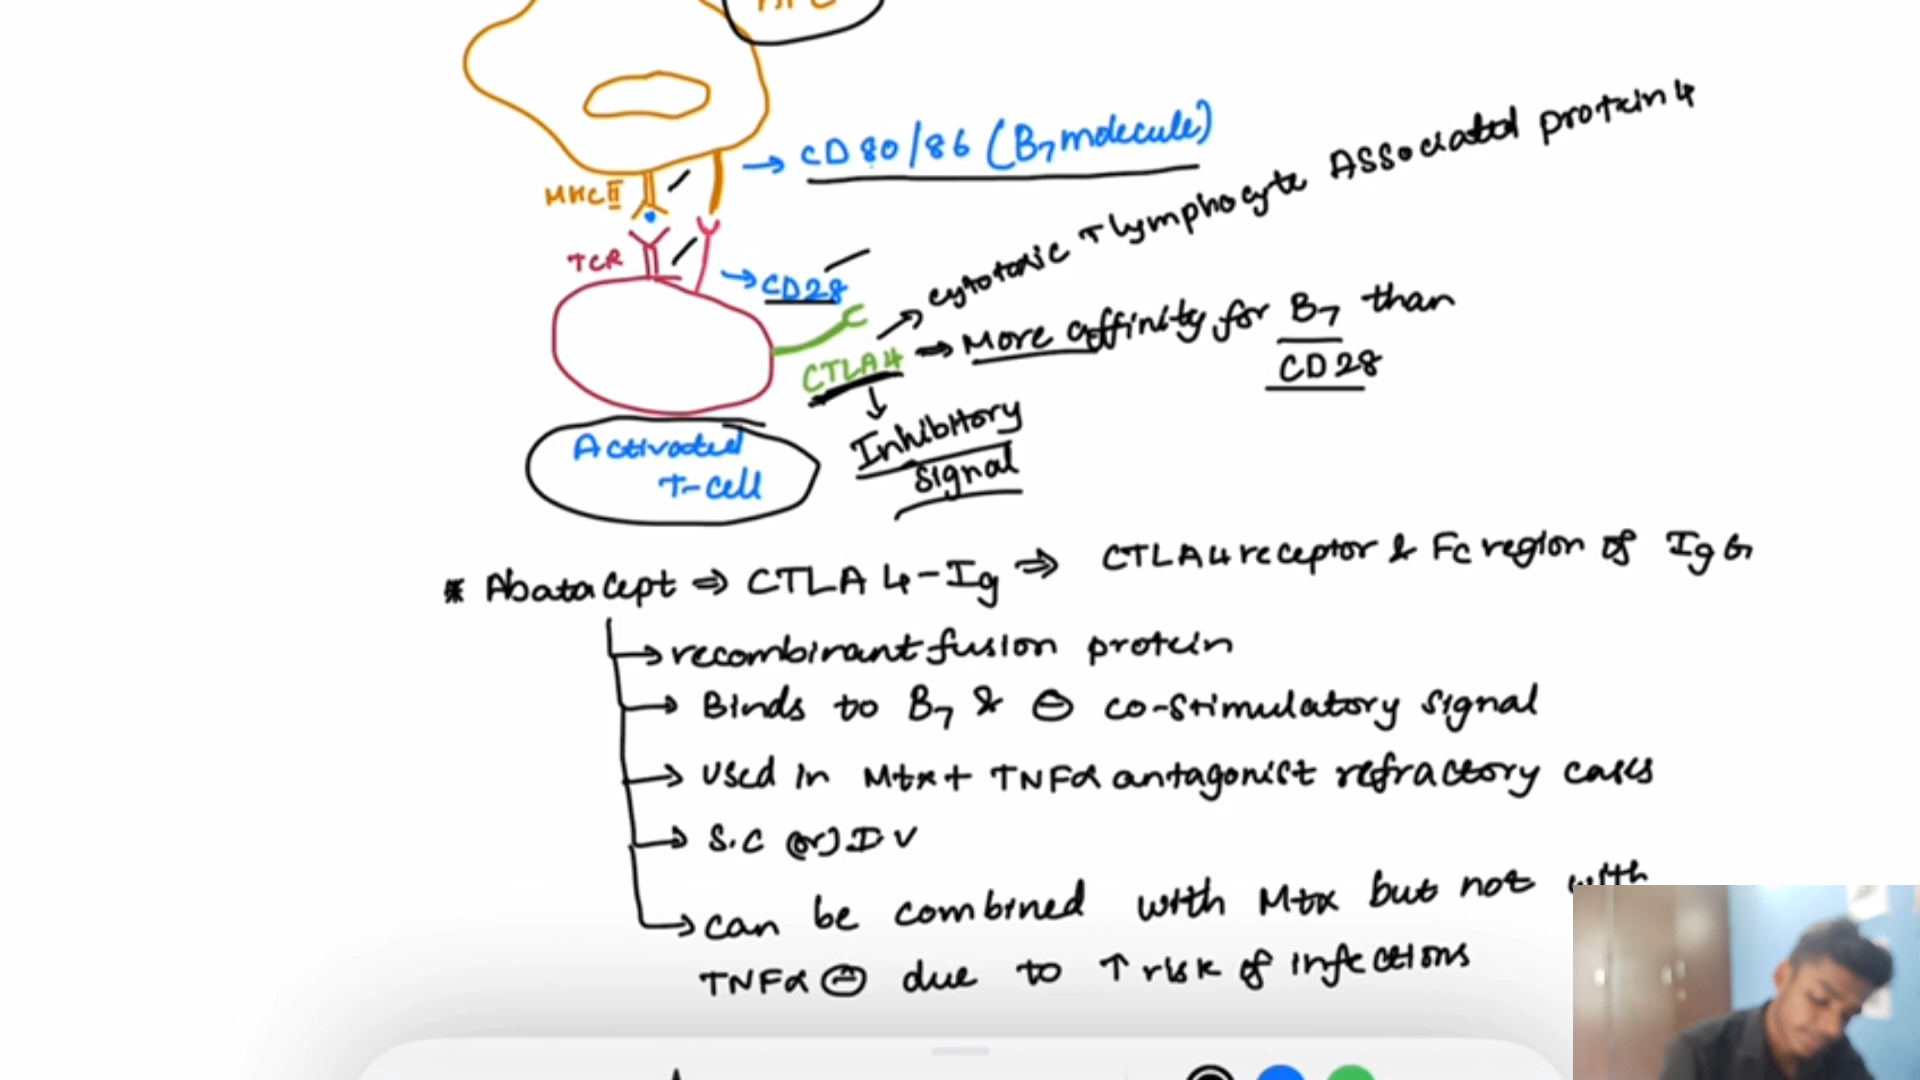 CD 80/86 (B7 molecule)
MHC II
TCR
CD28
cytotoxic T lymphocyte Associated protein 4
CTLA4
More affinity for B7 than
CD28
Inhibitory
signal
Activated
T-cell
* Abatacept ⇒ CTLA 4-Ig ⇒ CTLA4 receptor & Fc region of IgG1
→ recombinant fusion protein
→ Binds to B7 & ⊖ co-stimulatory signal
→ used in Mtx + TNFα antagonist refractory cases
→ S.C (or) IV
→ can be combined with Mtx but not with
TNFα ⊖ due to ↑ risk of infections